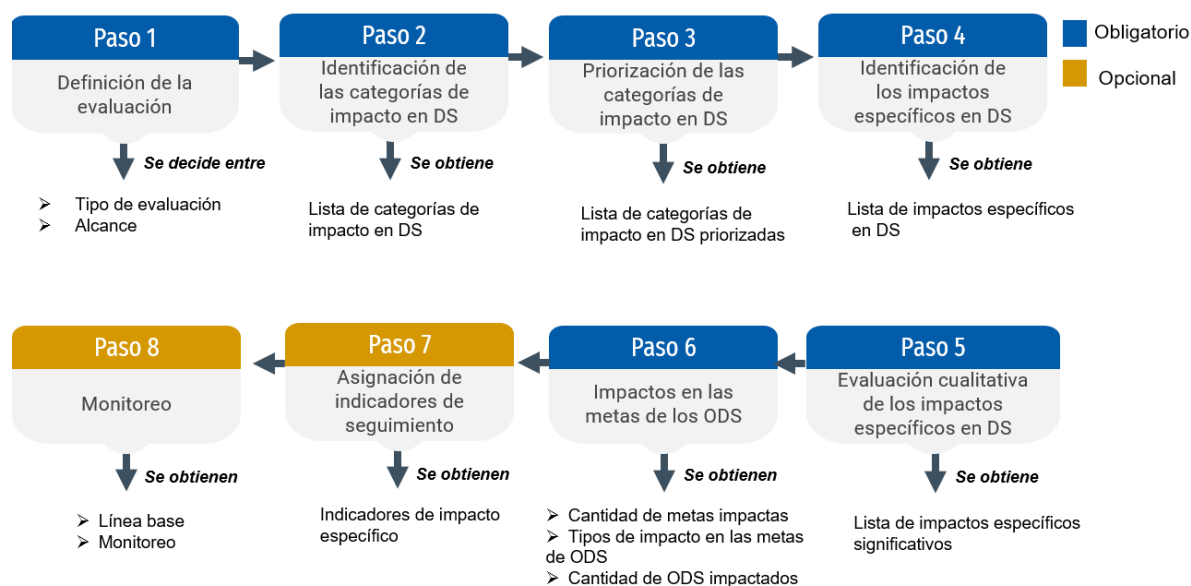 Paso 1
Definición de la
evaluación
Se decide entre
➢ Tipo de evaluación
➢ Alcance
Paso 2
Identificación de
las categorías de
impacto en DS
Se obtiene
Lista de categorías de
impacto en DS
Paso 3
Priorización de las
categorías de
impacto en DS
Se obtiene
Lista de categorías de
impacto en DS priorizadas
Paso 4
Identificación de
los impactos
específicos en DS
Se obtiene
Lista de impactos específicos
en DS
Obligatorio
Opcional
Paso 8
Monitoreo
Se obtienen
➢ Línea base
➢ Monitoreo
Paso 7
Asignación de
indicadores de
seguimiento
Se obtienen
Indicadores de impacto
específico
Paso 6
Impactos en las
metas de los ODS
Se obtienen
➢ Cantidad de metas impactas
➢ Tipos de impacto en las metas
de ODS
➢ Cantidad de ODS impactados
Paso 5
Evaluación cualitativa
de los impactos
específicos en DS
Se obtiene
Lista de impactos específicos
significativos